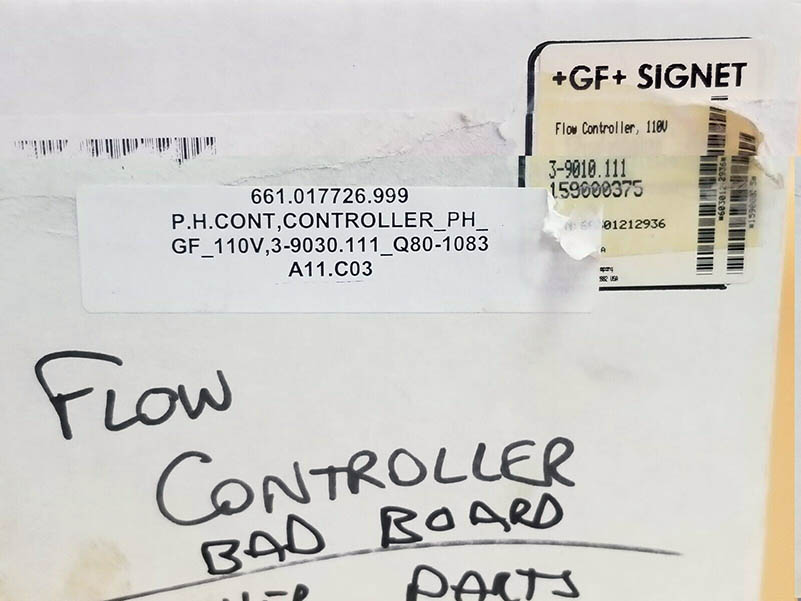 +GF+ SIGNET
Flow Controller, 110V
3-9010.111
159000375
01212936
661.017726.999
P.H.CONT,CONTROLLER_PH_
GF_110V,3-9030.111_Q80-1083
A11.C03
FLOW
CONTROLLER
BAD BOARD
PARTS